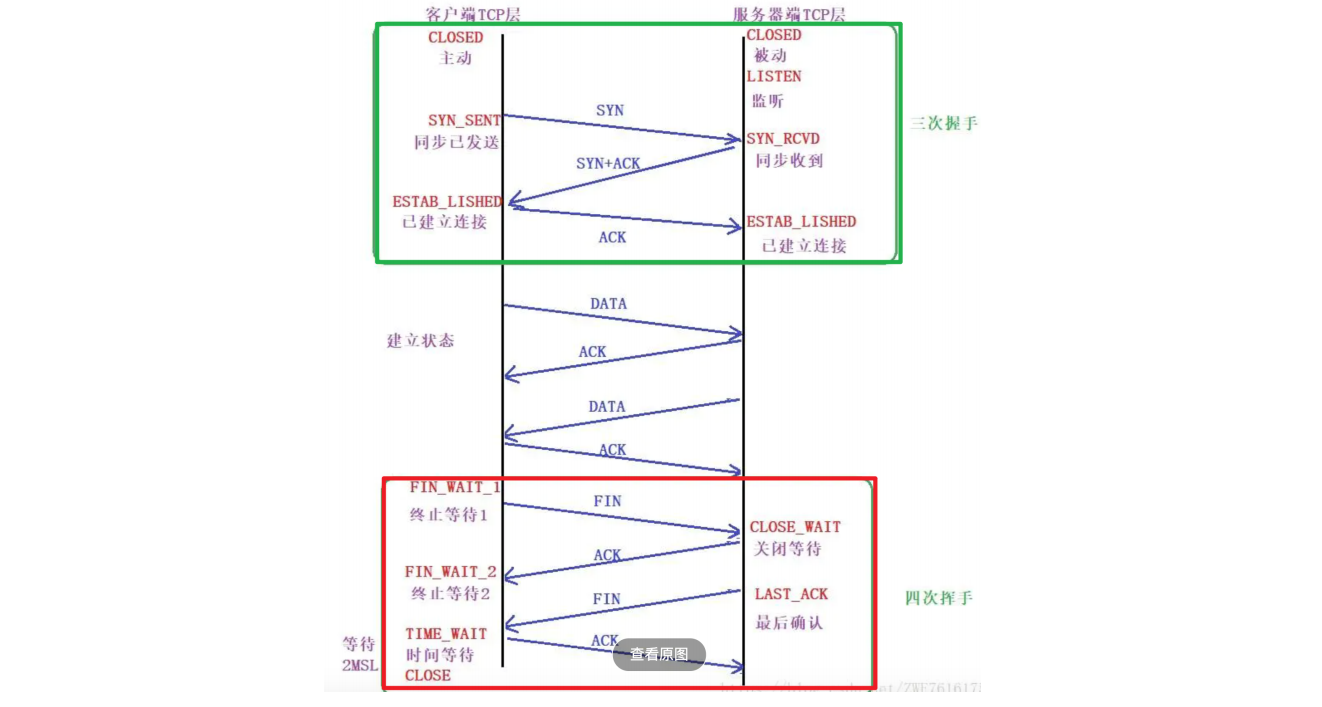 客户端TCP层
服务器端TCP层
CLOSED
主动
CLOSED
被动
LISTEN
监听
SYN
SYN_SENT
同步已发送
SYN_RCVD
同步收到
三次握手
SYN+ACK
ESTAB_LISHED
已建立连接
ACK
ESTAB_LISHED
已建立连接
DATA
建立状态
ACK
DATA
ACK
FIN_WAIT_1
终止等待1
FIN
CLOSE_WAIT
关闭等待
ACK
FIN_WAIT_2
终止等待2
FIN
LAST_ACK
最后确认
四次挥手
等待
2MSL
TIME_WAIT
时间等待
ACK
查看原图
CLOSE